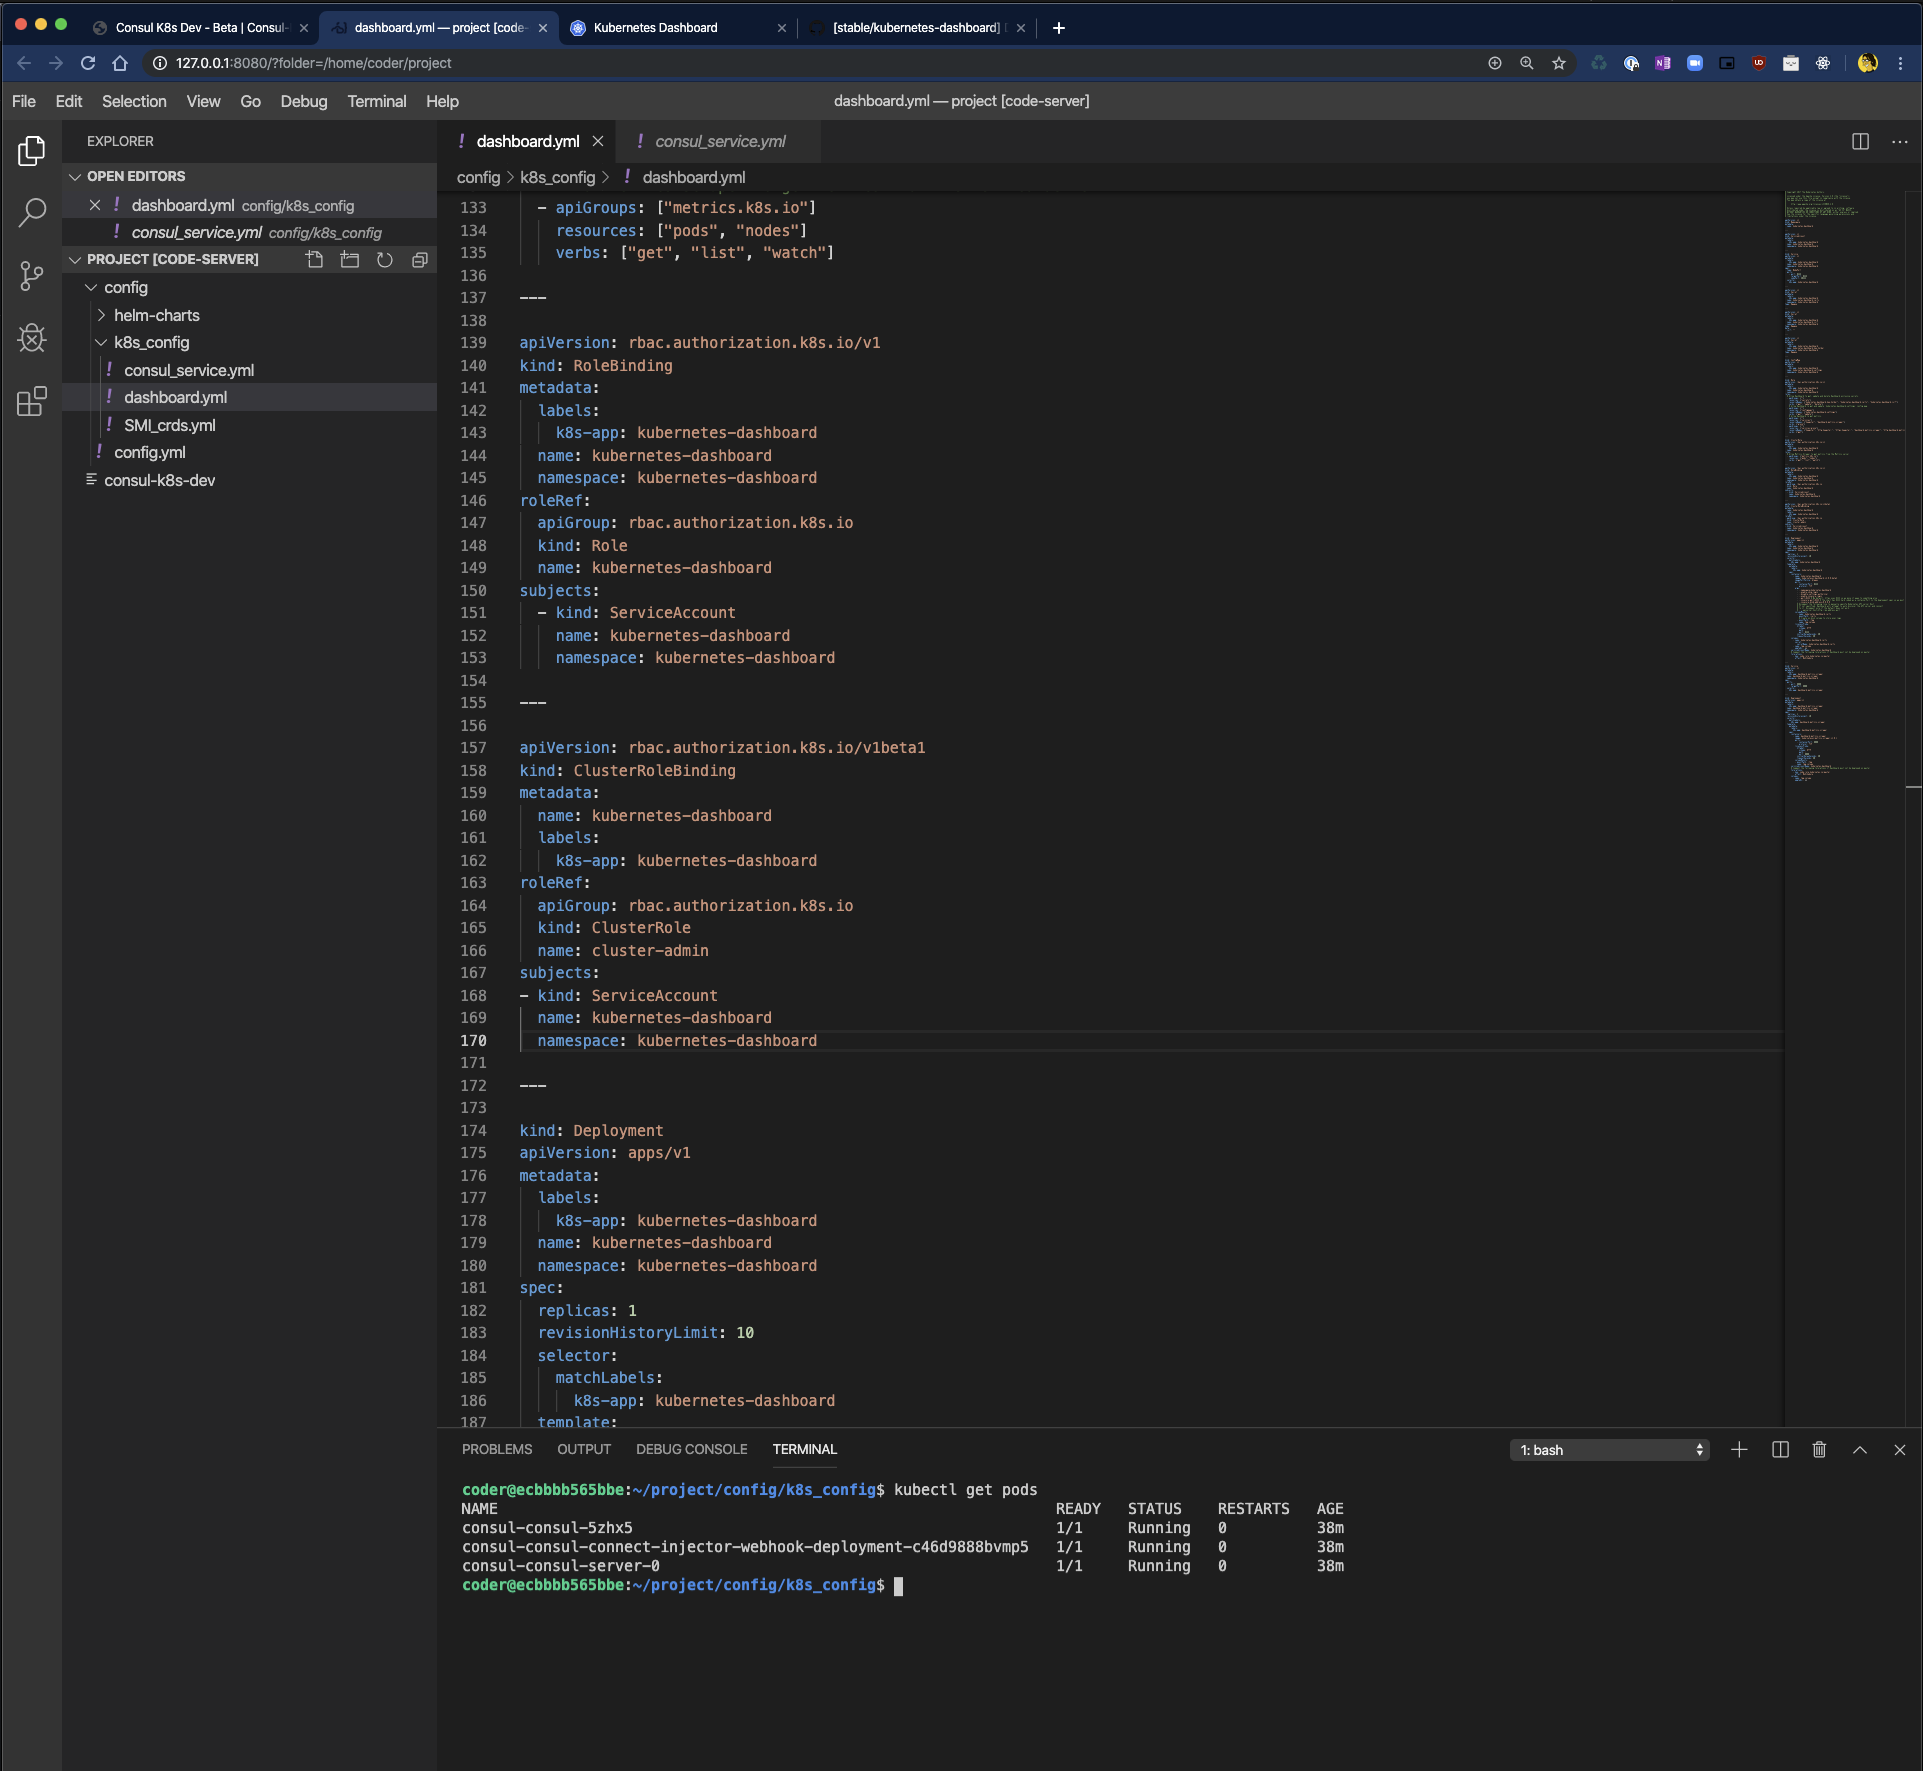 Consul K8s Dev - Beta | Consul-
dashboard.yml — project [code-
Kubernetes Dashboard
[stable/kubernetes-dashboard]
127.0.0.1:8080/?folder=/home/coder/project
File Edit Selection View Go Debug Terminal Help
dashboard.yml — project [code-server]
EXPLORER
OPEN EDITORS
dashboard.yml config/k8s_config
consul_service.yml config/k8s_config
PROJECT [CODE-SERVER]
config
helm-charts
k8s_config
consul_service.yml
dashboard.yml
SMI_crds.yml
config.yml
consul-k8s-dev
dashboard.yml
consul_service.yml
config > k8s_config > ! dashboard.yml
133   - apiGroups: ["metrics.k8s.io"]
134     resources: ["pods", "nodes"]
135     verbs: ["get", "list", "watch"]
136
137 ---
138
139 apiVersion: rbac.authorization.k8s.io/v1
140 kind: RoleBinding
141 metadata:
142   labels:
143     k8s-app: kubernetes-dashboard
144   name: kubernetes-dashboard
145   namespace: kubernetes-dashboard
146 roleRef:
147   apiGroup: rbac.authorization.k8s.io
148   kind: Role
149   name: kubernetes-dashboard
150 subjects:
151   - kind: ServiceAccount
152     name: kubernetes-dashboard
153     namespace: kubernetes-dashboard
154
155 ---
156
157 apiVersion: rbac.authorization.k8s.io/v1beta1
158 kind: ClusterRoleBinding
159 metadata:
160   name: kubernetes-dashboard
161   labels:
162     k8s-app: kubernetes-dashboard
163 roleRef:
164   apiGroup: rbac.authorization.k8s.io
165   kind: ClusterRole
166   name: cluster-admin
167 subjects:
168 - kind: ServiceAccount
169   name: kubernetes-dashboard
170   namespace: kubernetes-dashboard
171
172 ---
173
174 kind: Deployment
175 apiVersion: apps/v1
176 metadata:
177   labels:
178     k8s-app: kubernetes-dashboard
179   name: kubernetes-dashboard
180   namespace: kubernetes-dashboard
181 spec:
182   replicas: 1
183   revisionHistoryLimit: 10
184   selector:
185     matchLabels:
186       k8s-app: kubernetes-dashboard
187   template:
PROBLEMS OUTPUT DEBUG CONSOLE TERMINAL
1: bash
coder@ecbbbb565bbe:~/project/config/k8s_config$ kubectl get pods
NAME READY STATUS RESTARTS AGE
consul-consul-5zhx5 1/1 Running 0 38m
consul-consul-connect-injector-webhook-deployment-c46d9888bvmp5 1/1 Running 0 38m
consul-consul-server-0 1/1 Running 0 38m
coder@ecbbbb565bbe:~/project/config/k8s_config$